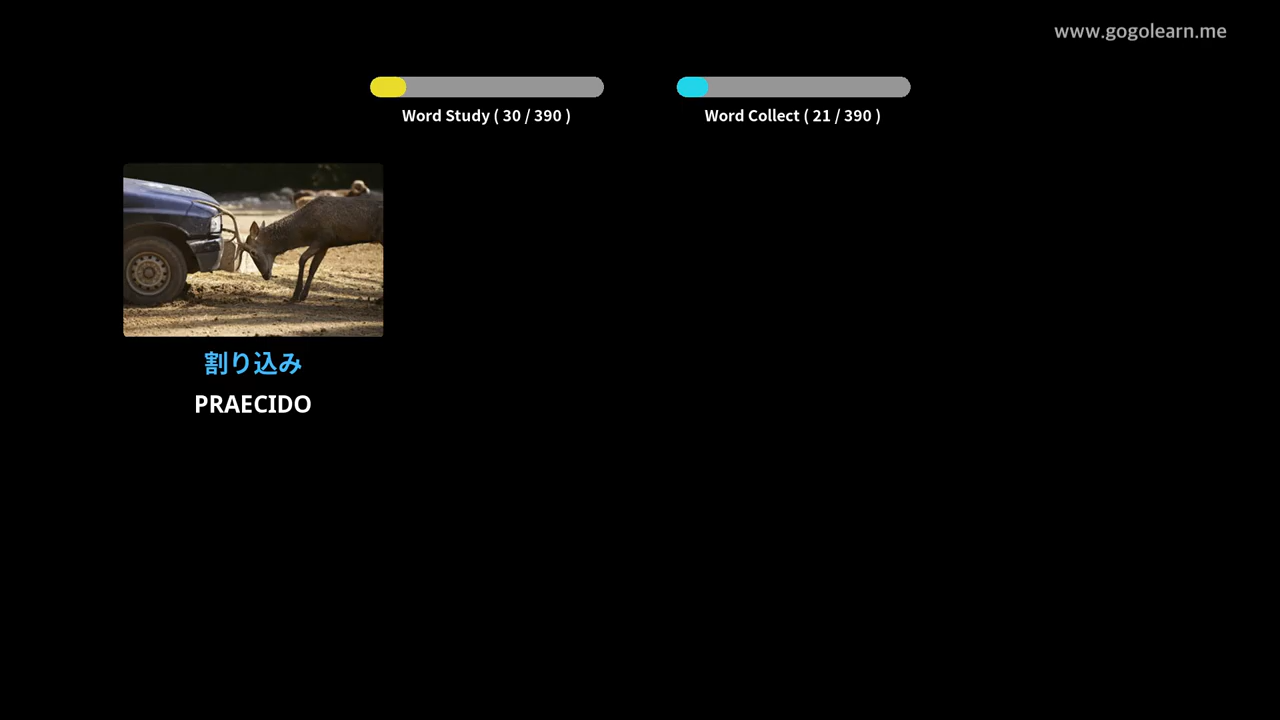 www.gogolearn.me
Word Study ( 30 / 390 )
Word Collect ( 21 / 390 )
割り込み
PRAECIDO